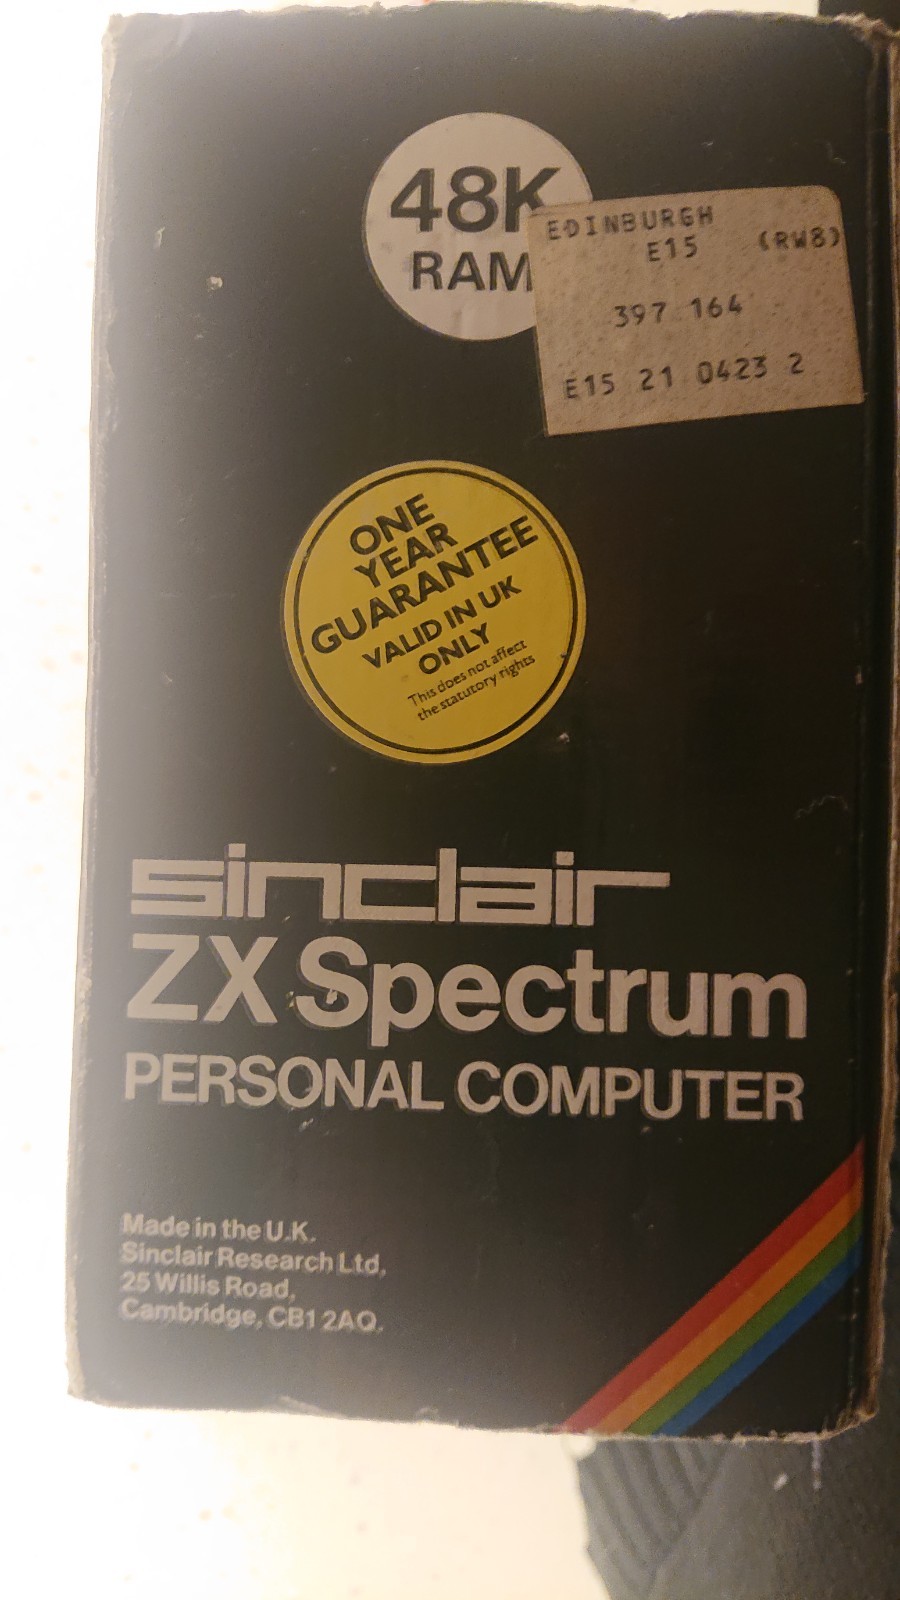 48K
RAM
EDINBURGH
E15 (RW8)
397 164
E15 21 0423 2
ONE
YEAR
GUARANTEE
VALID IN UK
ONLY
This does not affect
the statutory rights
sinclair
ZX Spectrum
PERSONAL COMPUTER
Made in the U.K.
Sinclair Research Ltd,
25 Willis Road,
Cambridge, CB1 2AQ.